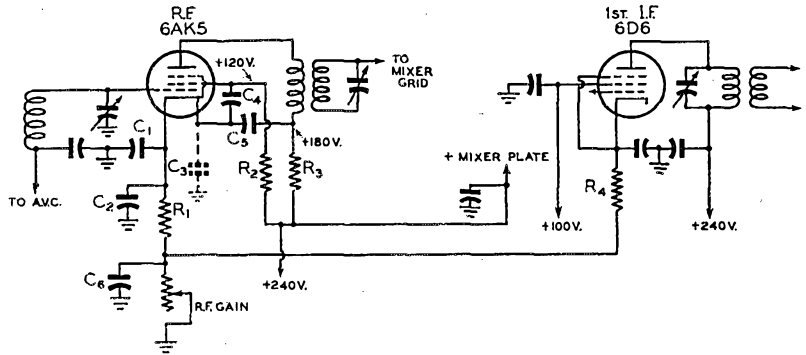 R.F.
6AK5
1ST. I.F.
6D6
+120V.
TO
MIXER
GRID
C4
C1
C5
+180V.
C3
R2
R3
+ MIXER PLATE
TO A.V.C.
C2
R1
R4
+100V.
+240V.
+240V.
C6
R.F. GAIN